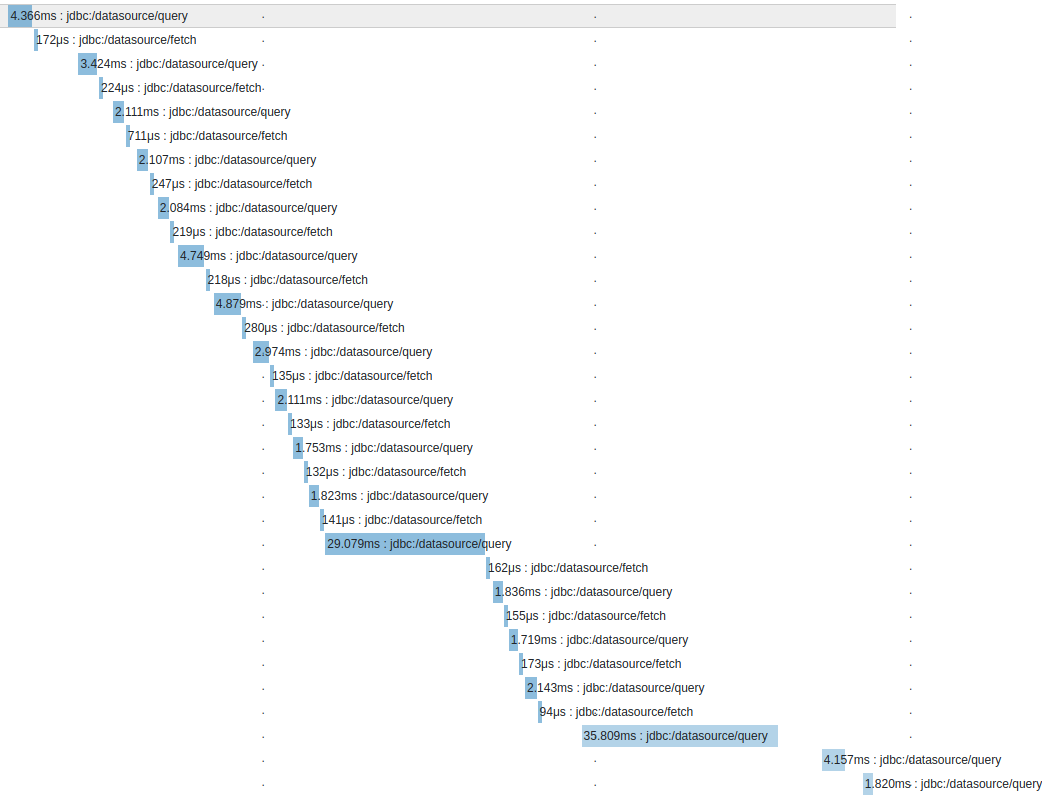 4.366ms : jdbc:/datasource/query
172µs : jdbc:/datasource/fetch
3.424ms : jdbc:/datasource/query
224µs : jdbc:/datasource/fetch
2.111ms : jdbc:/datasource/query
711µs : jdbc:/datasource/fetch
2.107ms : jdbc:/datasource/query
247µs : jdbc:/datasource/fetch
2.084ms : jdbc:/datasource/query
219µs : jdbc:/datasource/fetch
4.749ms : jdbc:/datasource/query
218µs : jdbc:/datasource/fetch
4.879ms : jdbc:/datasource/query
280µs : jdbc:/datasource/fetch
2.974ms : jdbc:/datasource/query
135µs : jdbc:/datasource/fetch
2.111ms : jdbc:/datasource/query
133µs : jdbc:/datasource/fetch
1.753ms : jdbc:/datasource/query
132µs : jdbc:/datasource/fetch
1.823ms : jdbc:/datasource/query
141µs : jdbc:/datasource/fetch
29.079ms : jdbc:/datasource/query
162µs : jdbc:/datasource/fetch
1.836ms : jdbc:/datasource/query
155µs : jdbc:/datasource/fetch
1.719ms : jdbc:/datasource/query
173µs : jdbc:/datasource/fetch
2.143ms : jdbc:/datasource/query
94µs : jdbc:/datasource/fetch
35.809ms : jdbc:/datasource/query
4.157ms : jdbc:/datasource/query
1.820ms : jdbc:/datasource/query